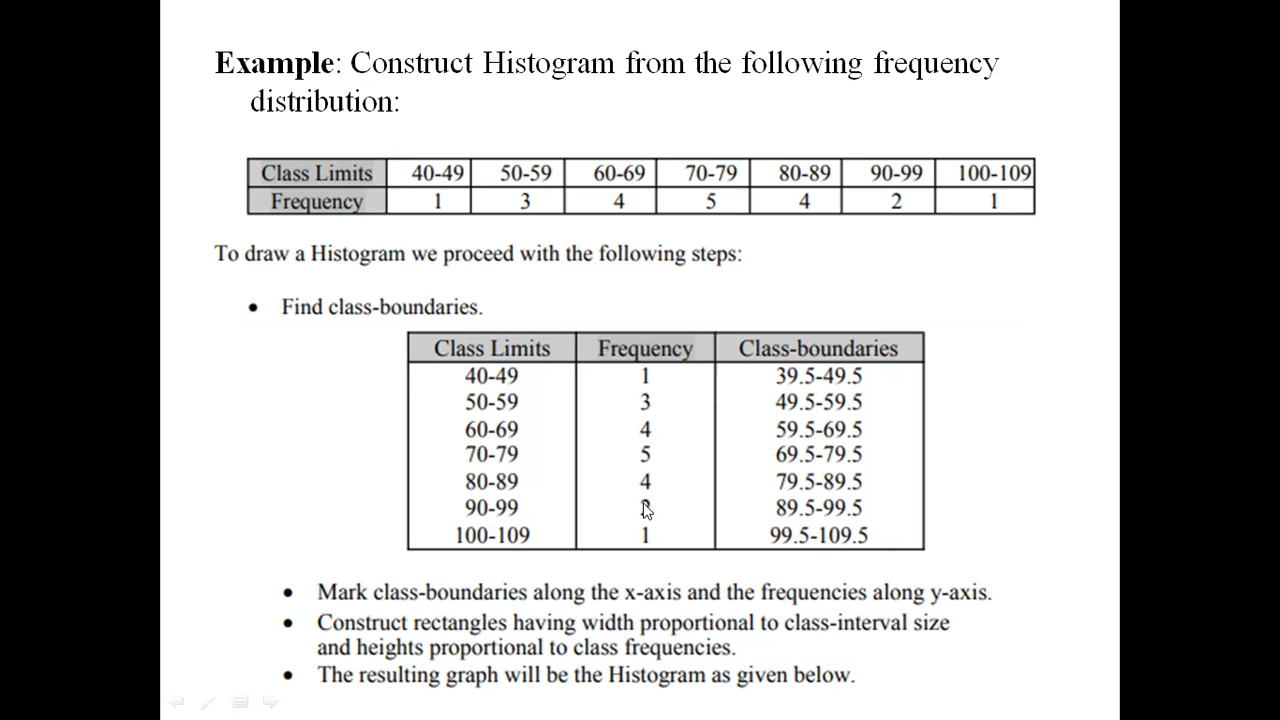 Example: Construct Histogram from the following frequency
distribution:
Class Limits 40-49 50-59 60-69 70-79 80-89 90-99 100-109
Frequency 1 3 4 5 4 2 1
To draw a Histogram we proceed with the following steps:
• Find class-boundaries.
Class Limits Frequency Class-boundaries
40-49 1 39.5-49.5
50-59 3 49.5-59.5
60-69 4 59.5-69.5
70-79 5 69.5-79.5
80-89 4 79.5-89.5
90-99 89.5-99.5
100-109 1 99.5-109.5
• Mark class-boundaries along the x-axis and the frequencies along y-axis.
• Construct rectangles having width proportional to class-interval size
and heights proportional to class frequencies.
• The resulting graph will be the Histogram as given below.